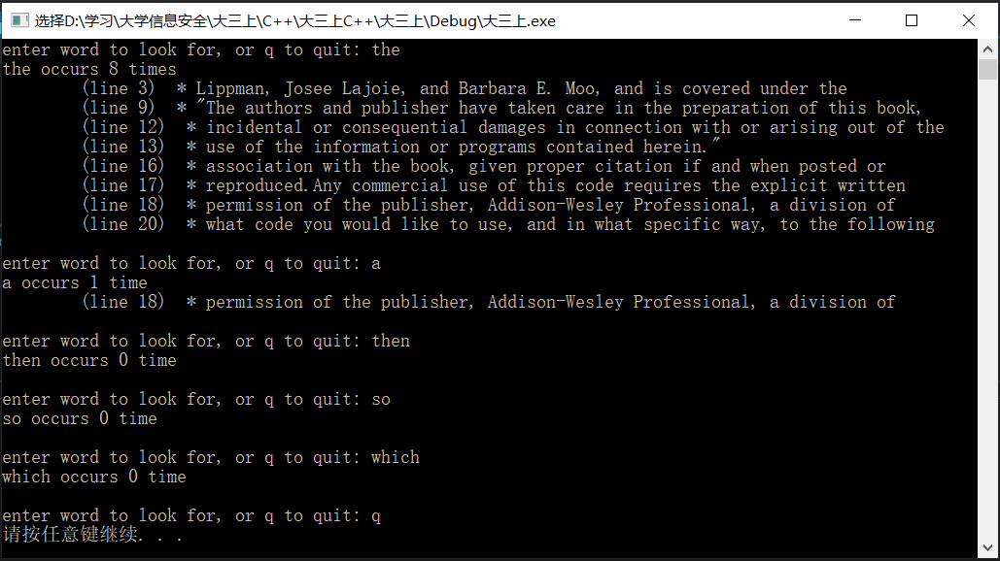 选择D:\学习\大学信息安全\大三上\C++\大三上C++\大三上\Debug\大三上.exe
enter word to look for, or q to quit: the
the occurs 8 times
(line 3)  * Lippman, Josee Lajoie, and Barbara E. Moo, and is covered under the
(line 9)  * "The authors and publisher have taken care in the preparation of this book,
(line 12)  * incidental or consequential damages in connection with or arising out of the
(line 13)  * use of the information or programs contained herein."
(line 16)  * association with the book, given proper citation if and when posted or
(line 17)  * reproduced.Any commercial use of this code requires the explicit written
(line 18)  * permission of the publisher, Addison-Wesley Professional, a division of
(line 20)  * what code you would like to use, and in what specific way, to the following
enter word to look for, or q to quit: a
a occurs 1 time
(line 18)  * permission of the publisher, Addison-Wesley Professional, a division of
enter word to look for, or q to quit: then
then occurs 0 time
enter word to look for, or q to quit: so
so occurs 0 time
enter word to look for, or q to quit: which
which occurs 0 time
enter word to look for, or q to quit: q
请按任意键继续. . .